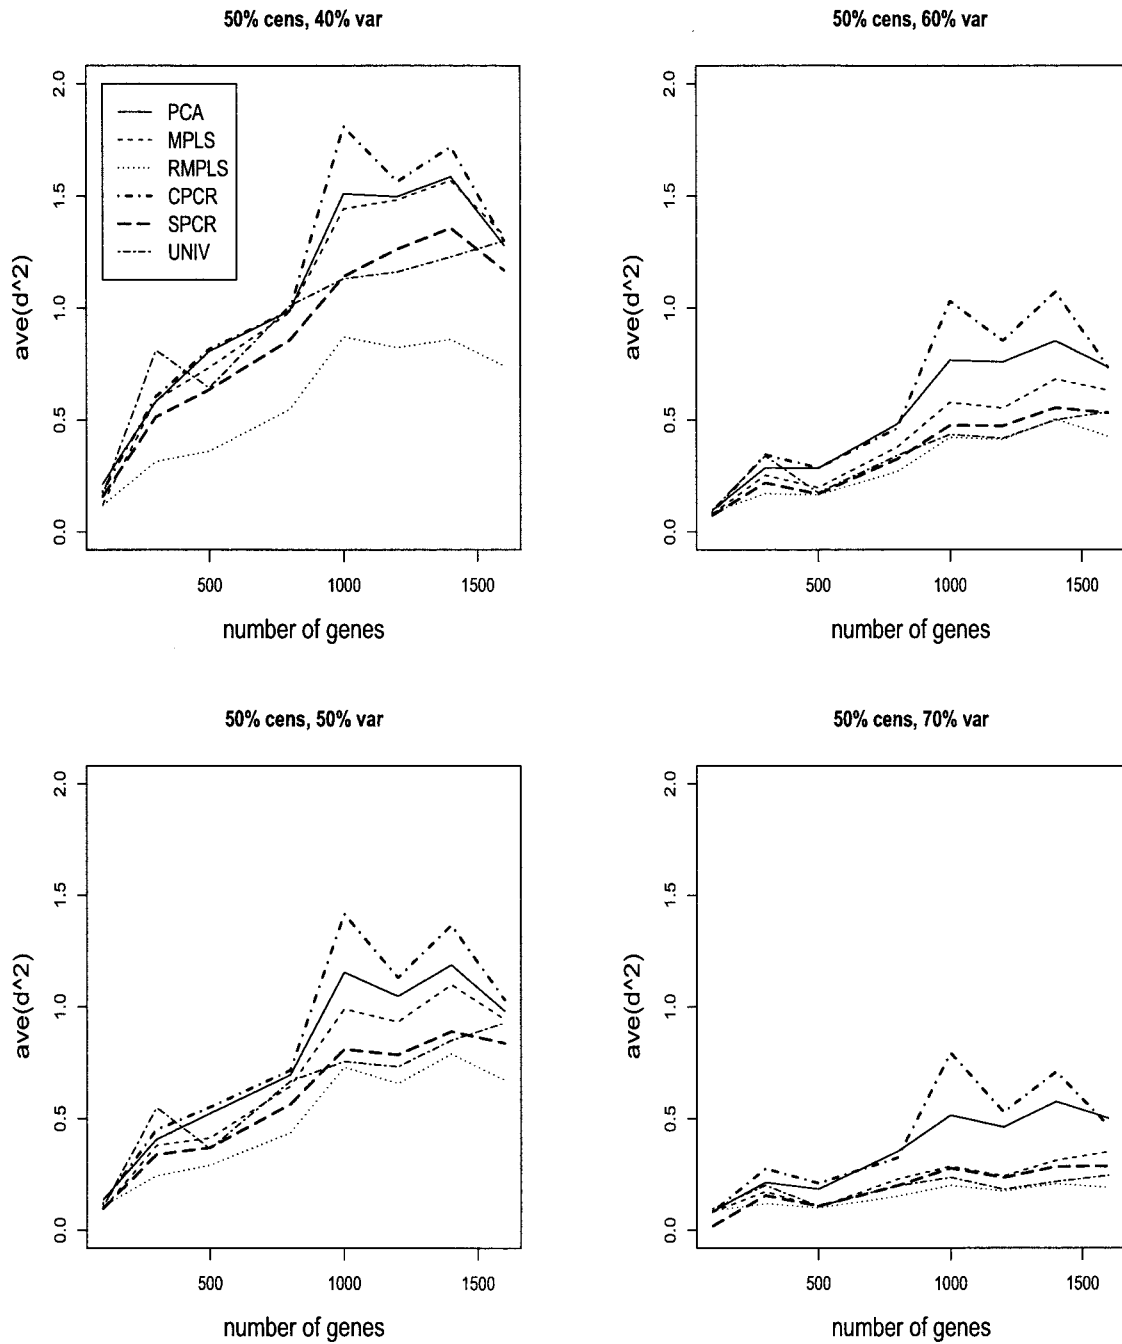 50% cens, 40% var
2.0
1.5
1.0
0.5
0.0
ave(d^2)
PCA
MPLS
RMPLS
CPCR
SPCR
UNIV
500
1000
1500
number of genes
50% cens, 60% var
2.0
1.5
1.0
0.5
0.0
ave(d^2)
500
1000
1500
number of genes
50% cens, 50% var
2.0
1.5
1.0
0.5
0.0
ave(d^2)
500
1000
1500
number of genes
50% cens, 70% var
2.0
1.5
1.0
0.5
0.0
ave(d^2)
500
1000
1500
number of genes